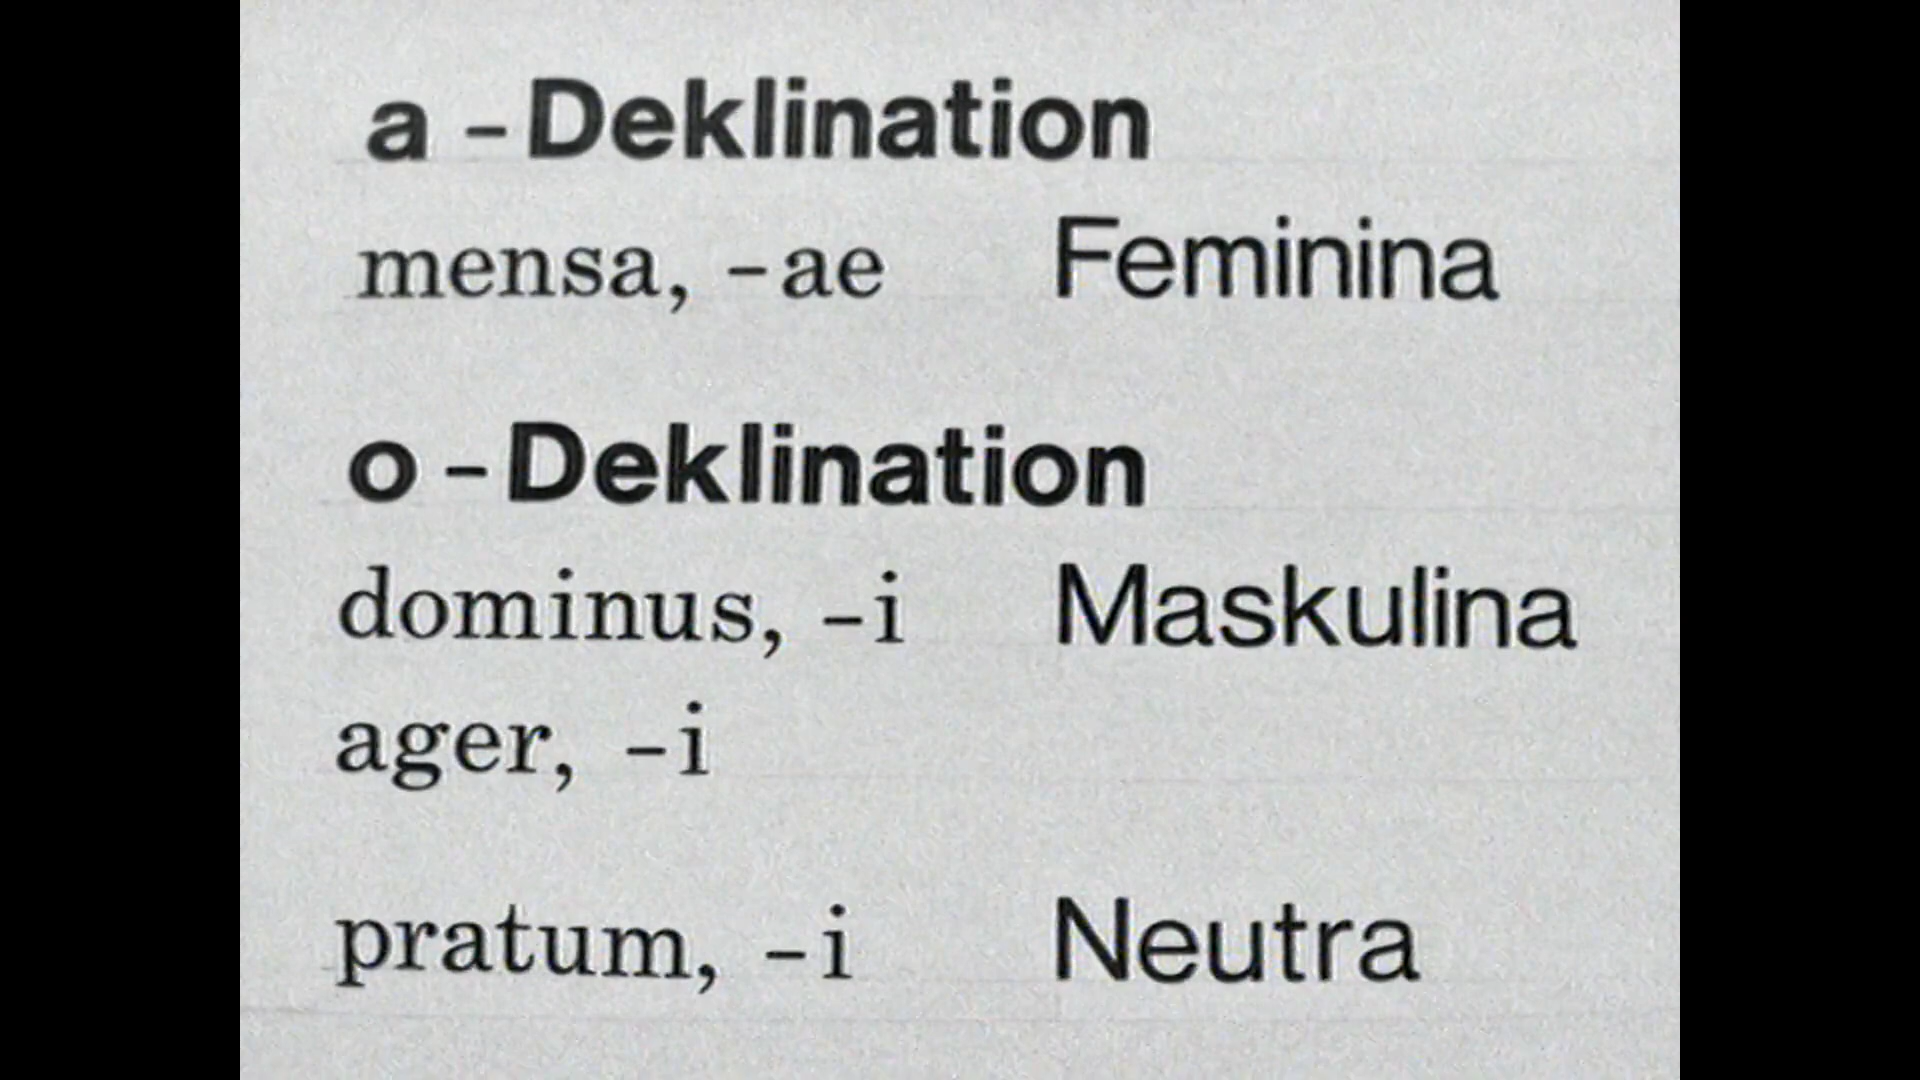 a - Deklination
mensa, -ae Feminina
o - Deklination
dominus, -i Maskulina
ager, -i
pratum, -i Neutra